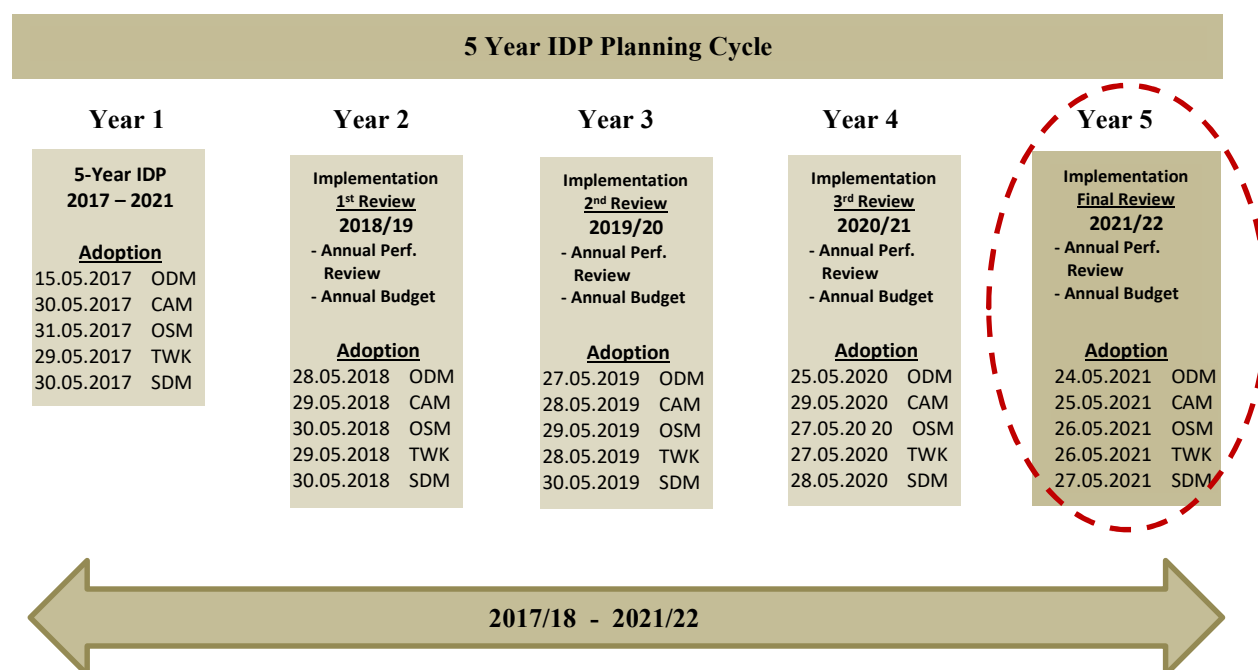 5 Year IDP Planning Cycle
Year 1
5-Year IDP
2017 – 2021
Adoption
15.05.2017 ODM
30.05.2017 CAM
31.05.2017 OSM
29.05.2017 TWK
30.05.2017 SDM
Year 2
Implementation
1st Review
2018/19
- Annual Perf.
Review
- Annual Budget
Adoption
28.05.2018 ODM
29.05.2018 CAM
30.05.2018 OSM
29.05.2018 TWK
30.05.2018 SDM
Year 3
Implementation
2nd Review
2019/20
- Annual Perf.
Review
- Annual Budget
Adoption
27.05.2019 ODM
28.05.2019 CAM
29.05.2019 OSM
28.05.2019 TWK
30.05.2019 SDM
Year 4
Implementation
3rd Review
2020/21
- Annual Perf.
Review
- Annual Budget
Adoption
25.05.2020 ODM
29.05.2020 CAM
27.05.20 20 OSM
27.05.2020 TWK
28.05.2020 SDM
Year 5
Implementation
Final Review
2021/22
- Annual Perf.
Review
- Annual Budget
Adoption
24.05.2021 ODM
25.05.2021 CAM
26.05.2021 OSM
26.05.2021 TWK
27.05.2021 SDM
2017/18 - 2021/22